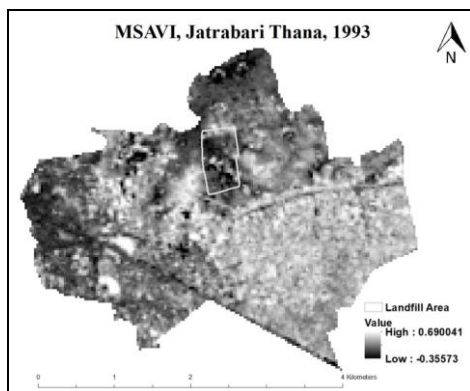 MSAVI, Jatrabari Thana, 1993
N
Landfill Area
Value
High : 0.690041
Low : -0.35573
0 1 2 4 Kilometers